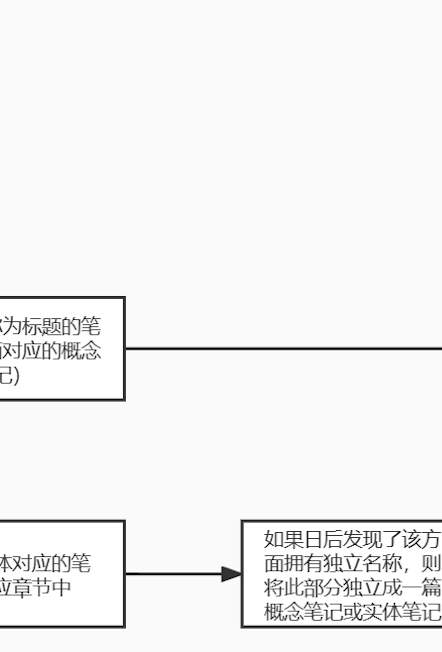 为标题的笔
对应的概念
记)
对应的笔
章节中
如果日后发现了该方
面拥有独立名称，则
将此部分独立成一篇
概念笔记或实体笔记